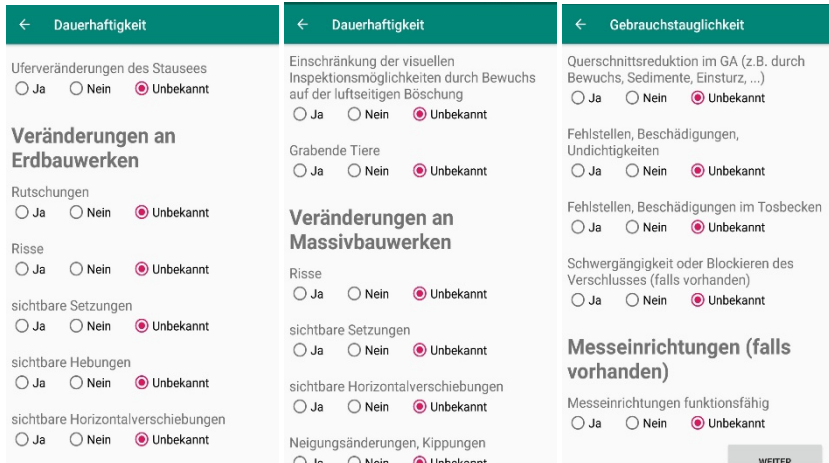 Dauerhaftigkeit
Uferveränderungen des Stausees
Ja Nein Unbekannt
Veränderungen an
Erdbauwerken
Rutschungen
Ja Nein Unbekannt
Risse
Ja Nein Unbekannt
sichtbare Setzungen
Ja Nein Unbekannt
sichtbare Hebungen
Ja Nein Unbekannt
sichtbare Horizontalverschiebungen
Ja Nein Unbekannt
Dauerhaftigkeit
Einschränkung der visuellen
Inspektionsmöglichkeiten durch Bewuchs
auf der luftseitigen Böschung
Ja Nein Unbekannt
Grabende Tiere
Ja Nein Unbekannt
Veränderungen an
Massivbauwerken
Risse
Ja Nein Unbekannt
sichtbare Setzungen
Ja Nein Unbekannt
sichtbare Horizontalverschiebungen
Ja Nein Unbekannt
Neigungsänderungen, Kippungen
Ja Nein Unbekannt
Gebrauchstauglichkeit
Querschnittsreduktion im GA (z.B. durch
Bewuchs, Sedimente, Einsturz, ...)
Ja Nein Unbekannt
Fehlstellen, Beschädigungen,
Undichtigkeiten
Ja Nein Unbekannt
Fehlstellen, Beschädigungen im Tosbecken
Ja Nein Unbekannt
Schwergängigkeit oder Blockieren des
Verschlusses (falls vorhanden)
Ja Nein Unbekannt
Messeinrichtungen (falls
vorhanden)
Messeinrichtungen funktionsfähig
Ja Nein Unbekannt
WEITER